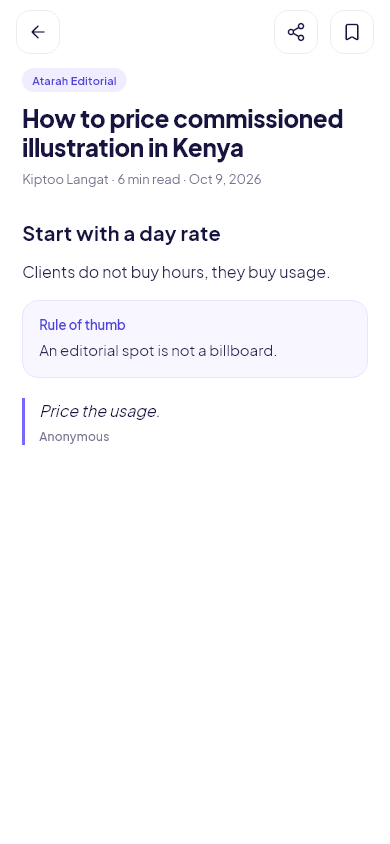 Atarah Editorial
How to price commissioned
illustration in Kenya
Kiptoo Langat · 6 min read · Oct 9, 2026
Start with a day rate
Clients do not buy hours, they buy usage.
Rule of thumb
An editorial spot is not a billboard.
Price the usage.
Anonymous